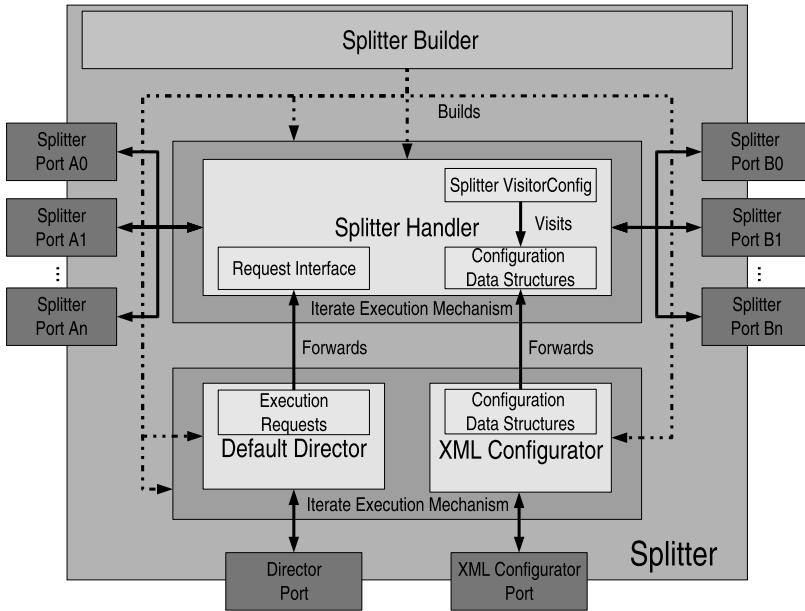 Splitter Builder
Builds
Splitter
Port A0
Splitter
Port B0
Splitter VisitorConfig
Splitter
Port A1
Splitter Handler
Visits
Splitter
Port B1
Request Interface
Configuration
Data Structures
...
...
Splitter
Port An
Iterate Execution Mechanism
Splitter
Port Bn
Forwards
Forwards
Execution
Requests
Default Director
Configuration
Data Structures
XML Configurator
Iterate Execution Mechanism
Splitter
Director
Port
XML Configurator
Port